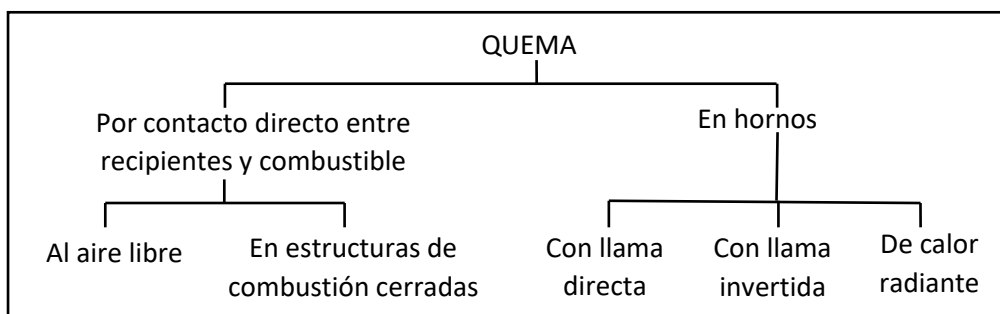 QUEMA
Por contacto directo entre
recipientes y combustible
En hornos
Al aire libre
En estructuras de
combustión cerradas
Con llama
directa
Con llama
invertida
De calor
radiante